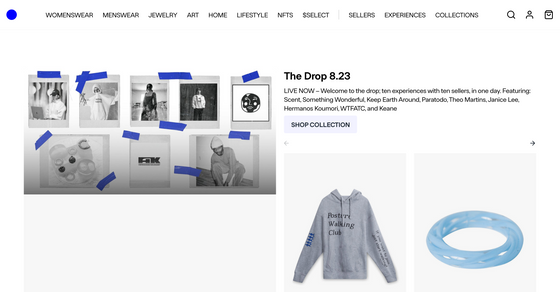 WOMENSWEAR MENSWEAR JEWELRY ART HOME LIFESTYLE NFTS $SELECT SELLERS EXPERIENCES COLLECTIONS
The Drop 8.23
LIVE NOW – Welcome to the drop; ten experiences with ten sellers, in one day. Featuring:
Scent, Something Wonderful, Keep Earth Around, Paratodo, Theo Martins, Janice Lee,
Hermanos Koumori, WTFATC, and Keane
SHOP COLLECTION
Posture
Walking
Club